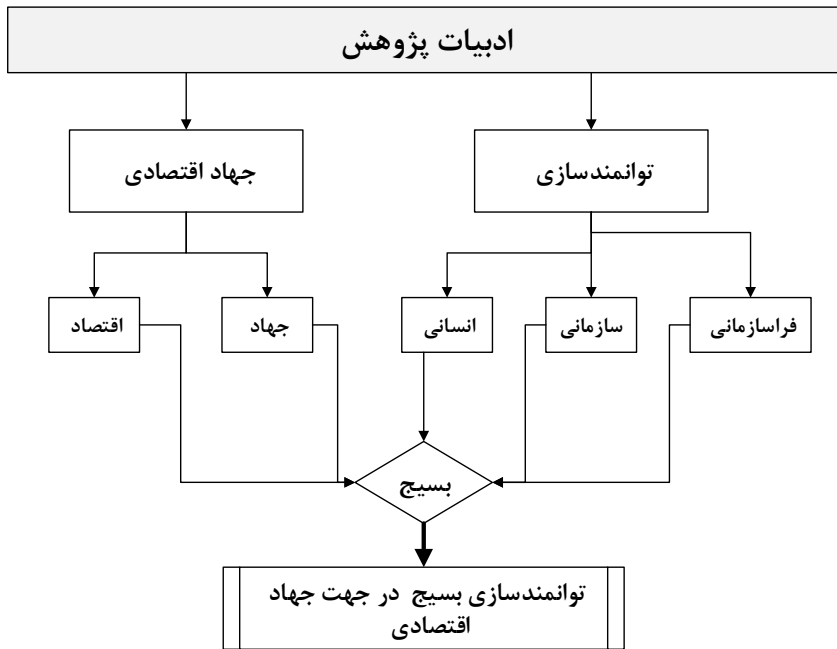 ادبیات پژوهش
توانمندسازی
جهاد اقتصادی
فراسازمانی
سازمانی
انسانی
جهاد
اقتصاد
بسیج
توانمندسازی بسیج در جهت جهاد
اقتصادی